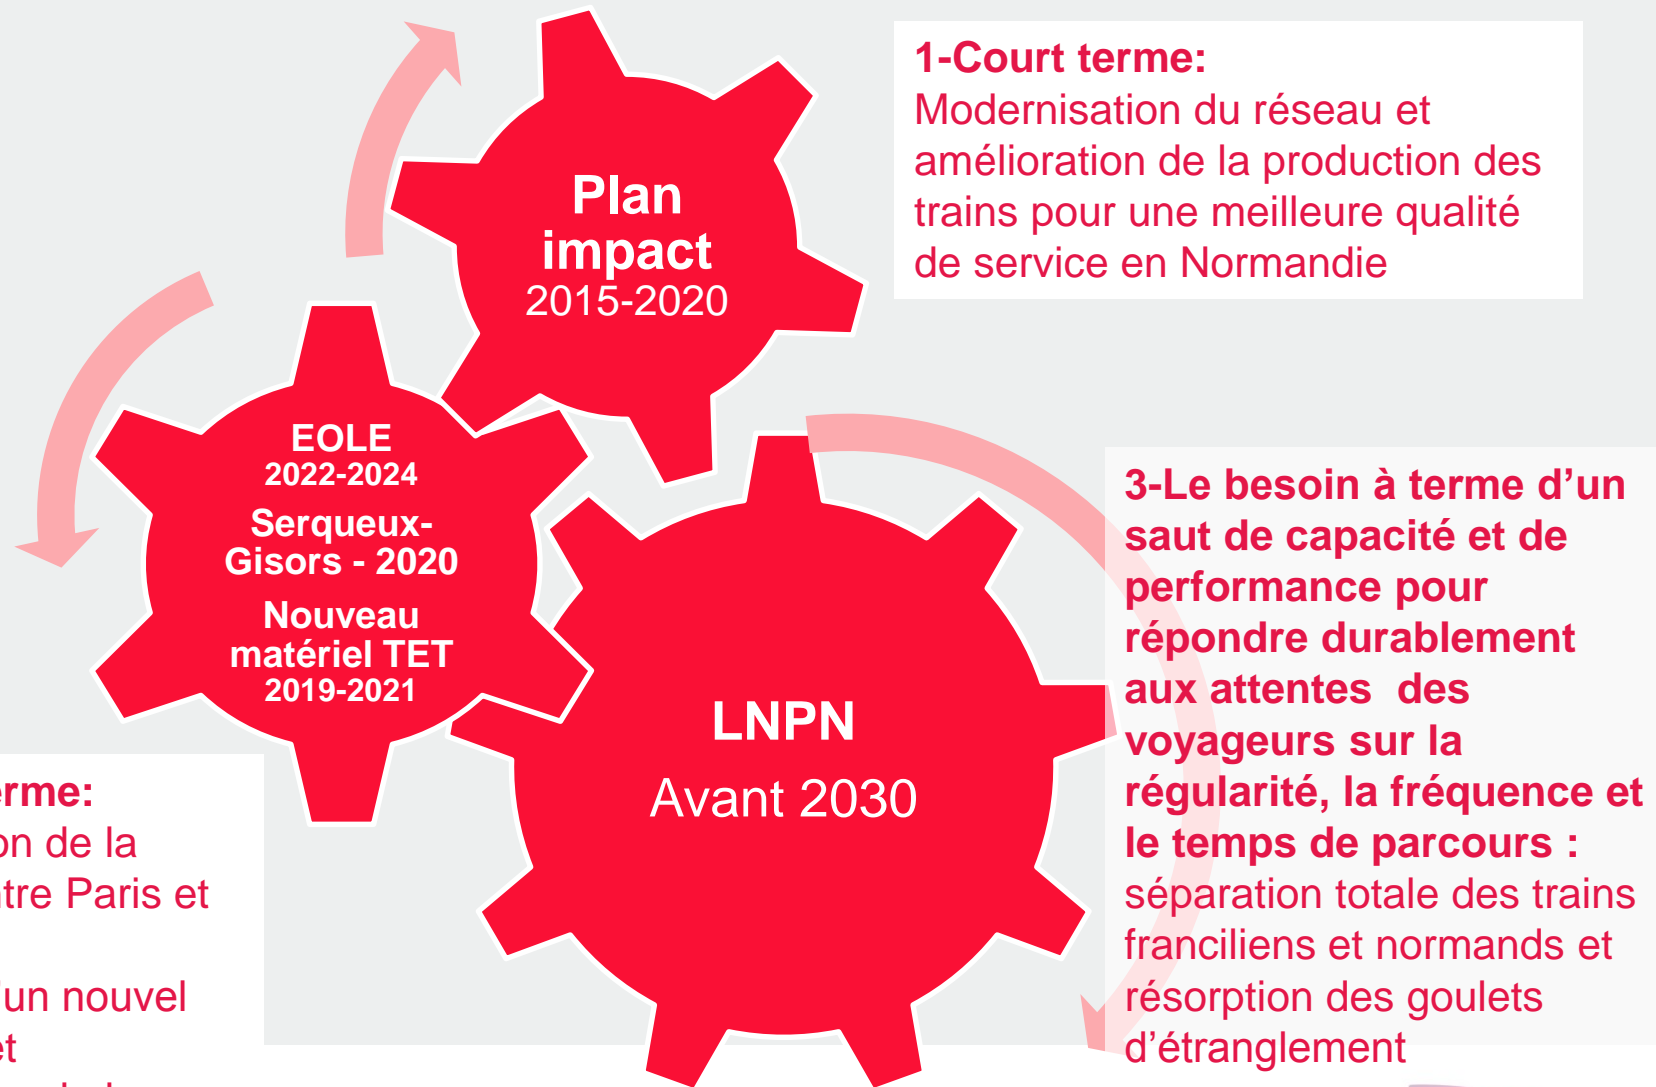 1-Court terme:
Modernisation du réseau et
amélioration de la production des
trains pour une meilleure qualité
de service en Normandie
Plan
impact
2015-2020
EOLE
2022-2024
Serqueux-
Gisors - 2020
Nouveau
matériel TET
2019-2021
LNPN
Avant 2030
3-Le besoin à terme d’un
saut de capacité et de
performance pour
répondre durablement
aux attentes des
voyageurs sur la
régularité, la fréquence et
le temps de parcours :
séparation totale des trains
franciliens et normands et
résorption des goulets
d’étranglement
erme:
on de la
ntre Paris et
'un nouvel
et